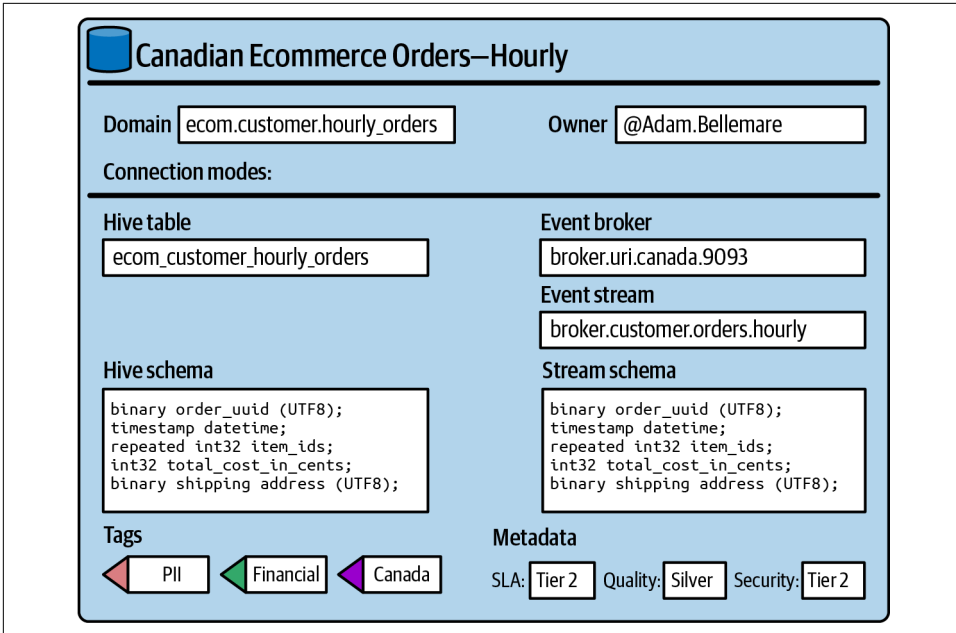 Canadian Ecommerce Orders—Hourly
Domain ecom.customer.hourly_orders
Owner @Adam.Bellemare
Connection modes:
Hive table
ecom_customer_hourly_orders
Event broker
broker.uri.canada.9093
Event stream
broker.customer.orders.hourly
Hive schema
binary order_uuid (UTF8);
timestamp datetime;
repeated int32 item_ids;
int32 total_cost_in_cents;
binary shipping address (UTF8);
Stream schema
binary order_uuid (UTF8);
timestamp datetime;
repeated int32 item_ids;
int32 total_cost_in_cents;
binary shipping address (UTF8);
Tags
PII Financial Canada
Metadata
SLA: Tier 2 Quality: Silver Security: Tier 2